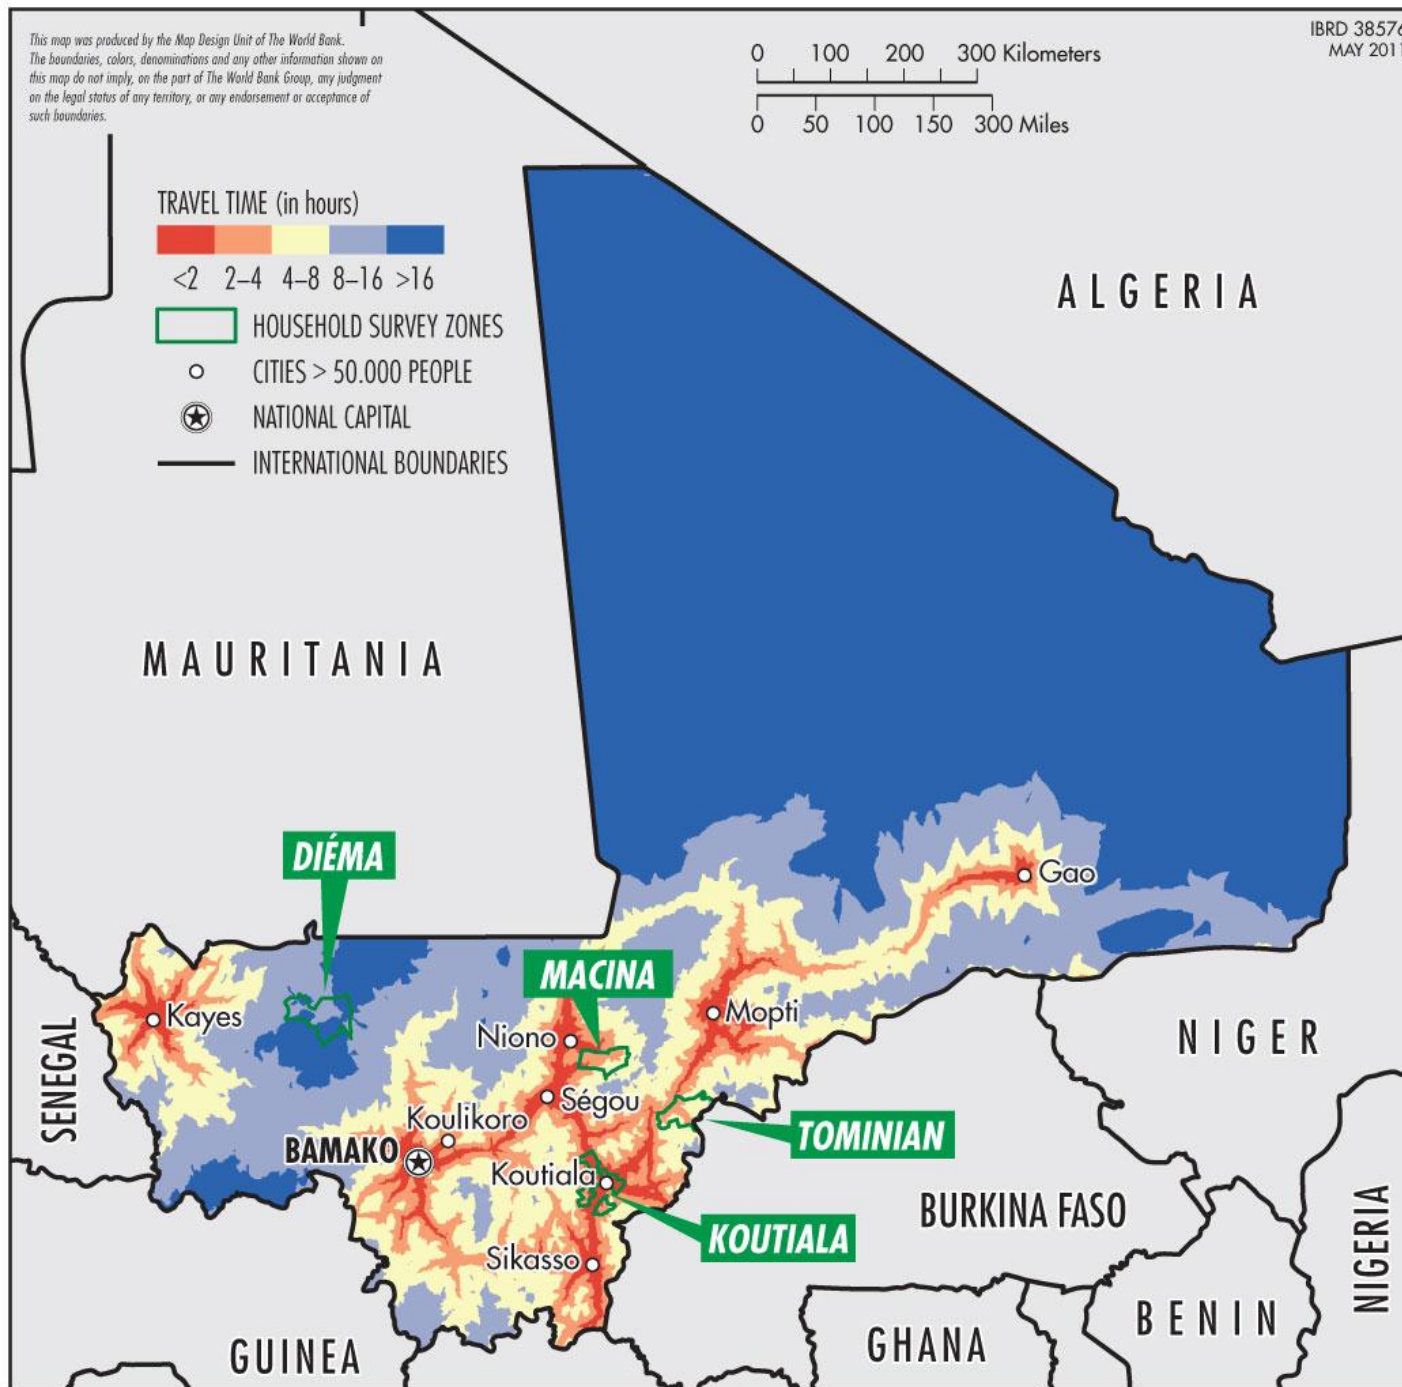 This map was produced by the Map Design Unit of The World Bank.
The boundaries, colors, denominations and any other information shown on
this map do not imply, on the part of The World Bank Group, any judgment
on the legal status of any territory, or any endorsement or acceptance of
such boundaries.
IBRD 38576
MAY 2011
0 100 200 300 Kilometers
0 50 100 150 300 Miles
TRAVEL TIME (in hours)
<2 2–4 4–8 8–16 >16
HOUSEHOLD SURVEY ZONES
CITIES > 50.000 PEOPLE
NATIONAL CAPITAL
INTERNATIONAL BOUNDARIES
ALGERIA
MAURITANIA
DIÉMA
Gao
MACINA
Kayes
Mopti
Niono
NIGER
SENEGAL
Ségou
Koulikoro
TOMINIAN
BAMAKO
Koutiala
BURKINA FASO
KOUTIALA
NIGERIA
Sikasso
BENIN
GHANA
GUINEA